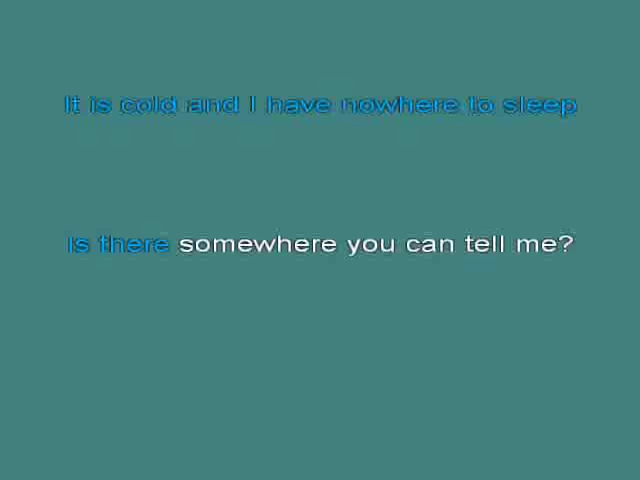 It is cold and I have nowhere to sleep
Is there somewhere you can tell me?